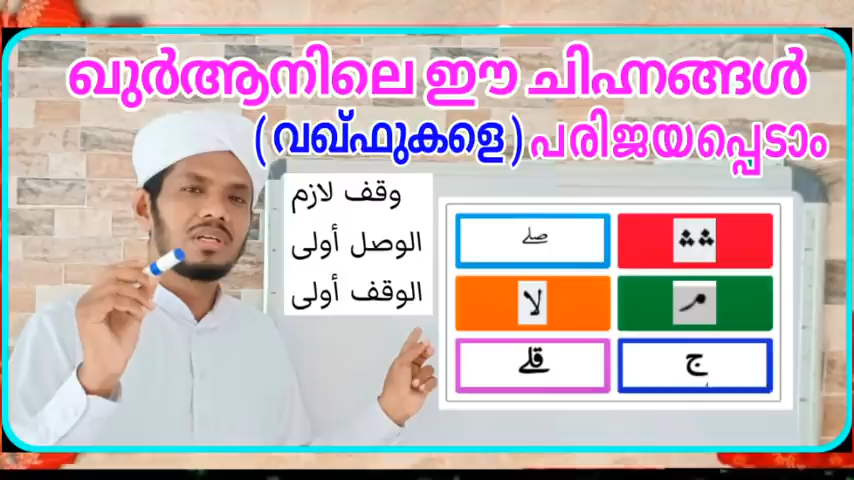 ഖുർആനിലെ ഈ ചിഹ്നങ്ങൾ
(വഖ്ഫുകളെ) പരിജയപ്പെടാം
وقف لازم
الوصل أولى
الوقف أولى
صلے ۛ ۛ
لا م
قلے ج